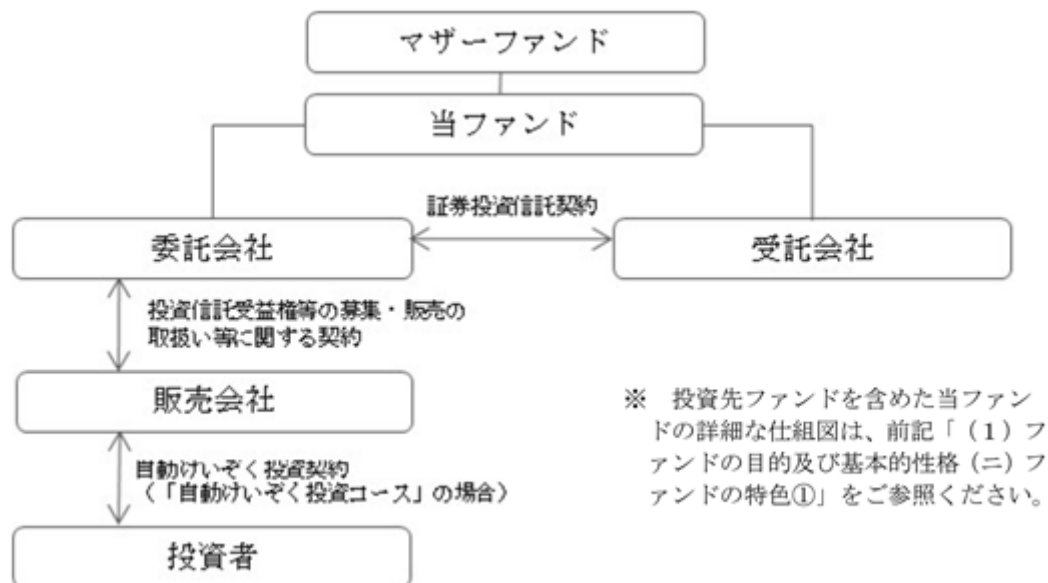 マザーファンド
当ファンド
証券投資信託契約
委託会社
受託会社
投資信託受益権等の募集・販売の
取扱い等に関する契約
販売会社
※ 投資先ファンドを含めた当ファン
ドの詳細な仕組図は、前記「（１）フ
ァンドの目的及び基本的性格（ニ）フ
ァンドの特色①」をご参照ください。
自動けいぞく投資契約
（「自動けいぞく投資コース」の場合）
投資者